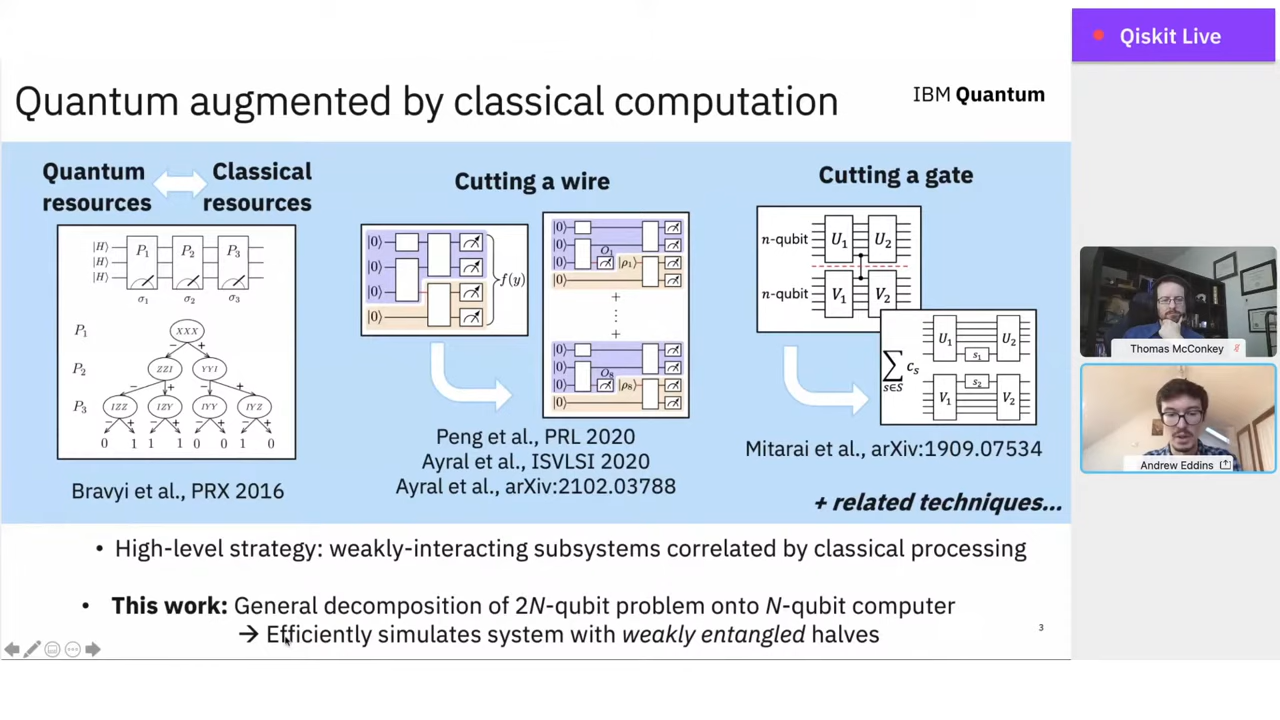 Qiskit Live
Quantum augmented by classical computation
IBM Quantum
Quantum
resources
Classical
resources
|H⟩
|H⟩
|H⟩
P1 P2 P3
σ1 σ2 σ3
P1
XXX
− +
P2
ZZI YYI
− + − +
P3
IZZ IZY IYY IYZ
− + − + − + − +
0 1 1 1 0 0 1 0
Bravyi et al., PRX 2016
Cutting a wire
|0⟩
|0⟩
|0⟩
|0⟩
f(y)
|0⟩
|0⟩
|0⟩ O1 |ρ1⟩
|0⟩
+
⋮
+
|0⟩
|0⟩
|0⟩ O8 |ρ8⟩
|0⟩
Peng et al., PRL 2020
Ayral et al., ISVLSI 2020
Ayral et al., arXiv:2102.03788
Cutting a gate
n-qubit U1 U2
n-qubit V1 V2
∑ s∈S cs
U1 s1 U2
V1 s2 V2
Mitarai et al., arXiv:1909.07534
+ related techniques...
• High-level strategy: weakly-interacting subsystems correlated by classical processing
• This work: General decomposition of 2N-qubit problem onto N-qubit computer
→ Efficiently simulates system with weakly entangled halves
3
Thomas McConkey
Andrew Eddins